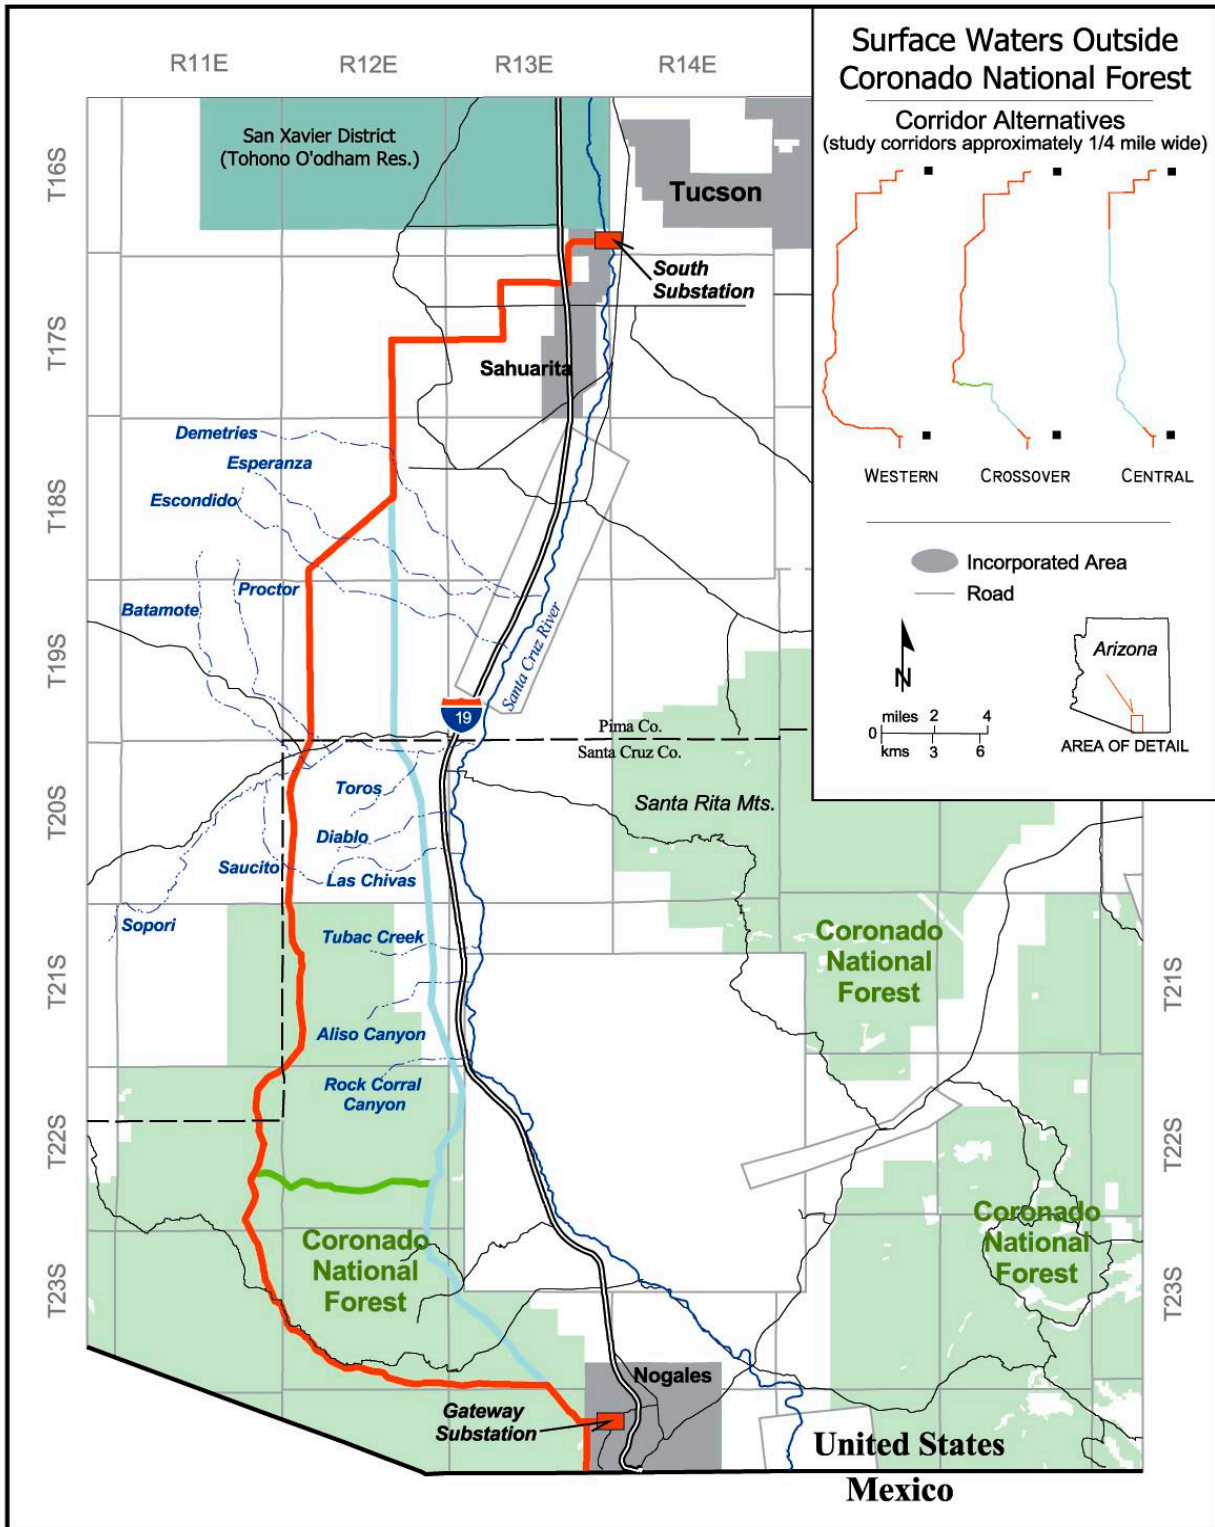 R11E
R12E
R13E
R14E
T16S
T17S
T18S
T19S
T20S
T21S
T22S
T23S
San Xavier District
(Tohono O'odham Res.)
Tucson
South
Substation
Sahuarita
Demetries
Esperanza
Escondido
Proctor
Batamote
Santa Cruz River
19
Pima Co.
Santa Cruz Co.
Toros
Santa Rita Mts.
Diablo
Saucito
Las Chivas
Sopori
Tubac Creek
Coronado
National
Forest
Aliso Canyon
Rock Corral
Canyon
Coronado
National
Forest
Coronado
National
Forest
Nogales
Gateway
Substation
United States
Mexico
T21S
T22S
T23S
Surface Waters Outside
Coronado National Forest
Corridor Alternatives
(study corridors approximately 1/4 mile wide)
WESTERN
CROSSOVER
CENTRAL
Incorporated Area
Road
N
miles 2 4
0
kms 3 6
Arizona
AREA OF DETAIL